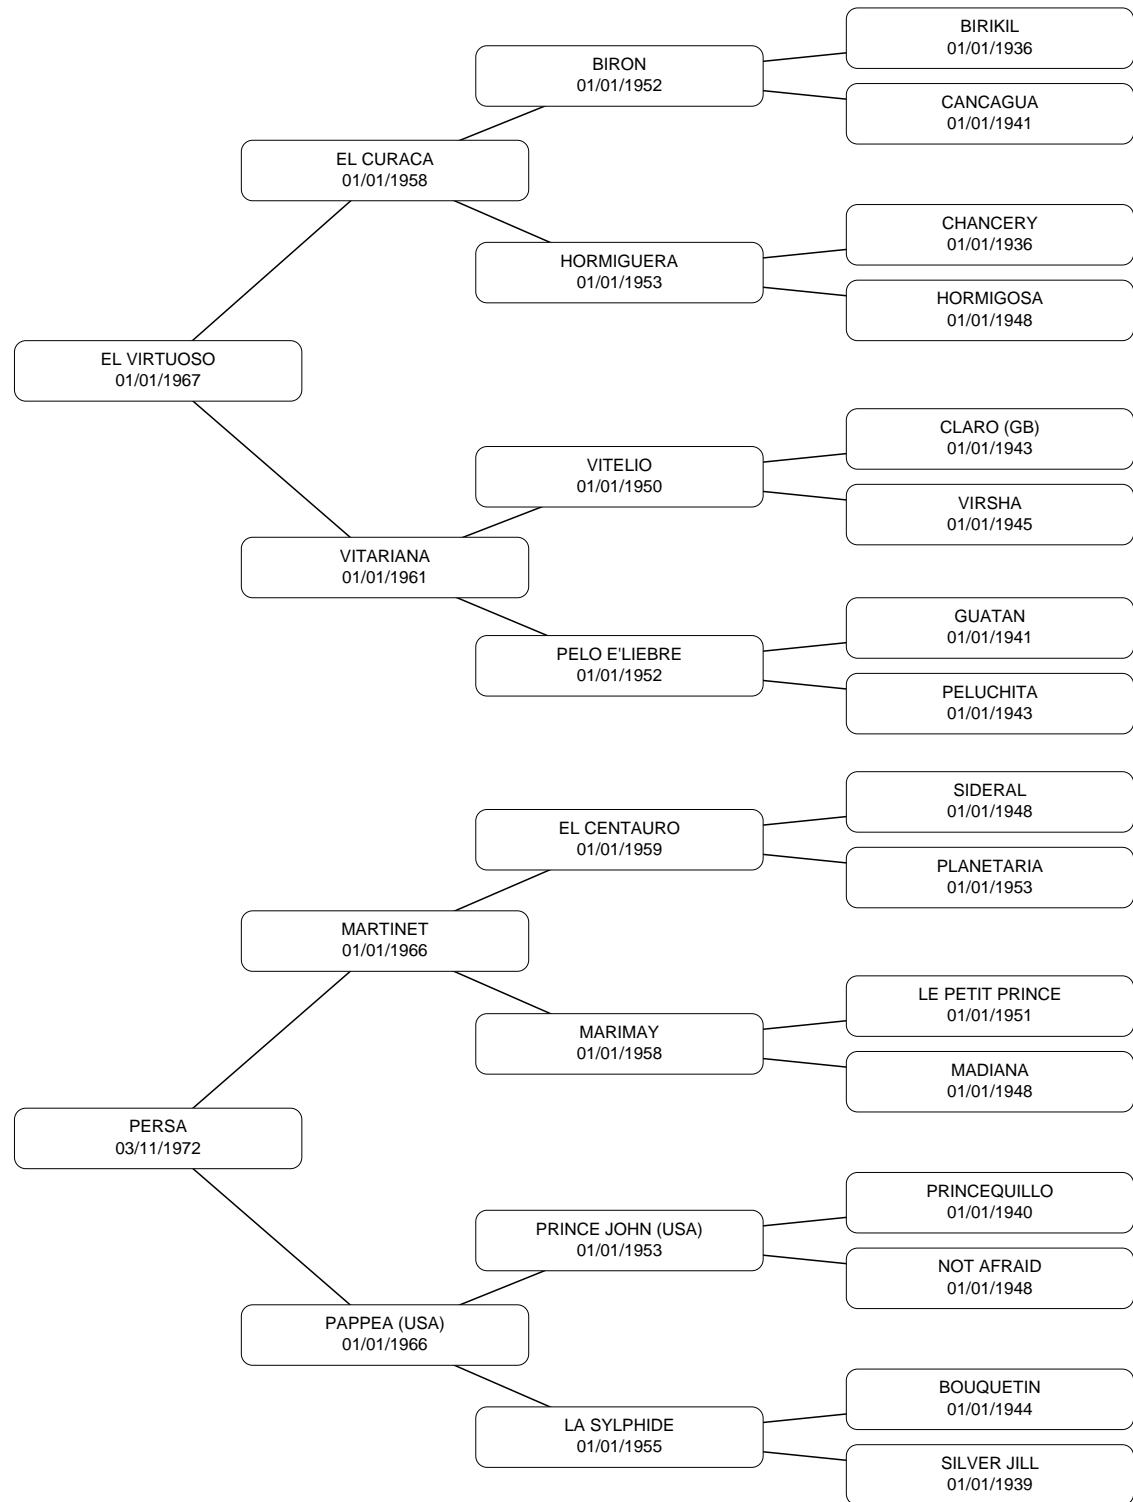 BIRIKIL
01/01/1936
BIRON
01/01/1952
CANCAGUA
01/01/1941
EL CURACA
01/01/1958
CHANCERY
01/01/1936
HORMIGUERA
01/01/1953
HORMIGOSA
01/01/1948
EL VIRTUOSO
01/01/1967
CLARO (GB)
01/01/1943
VITELIO
01/01/1950
VIRSHA
01/01/1945
VITARIANA
01/01/1961
GUATAN
01/01/1941
PELO E'LIEBRE
01/01/1952
PELUCHITA
01/01/1943
SIDERAL
01/01/1948
EL CENTAURO
01/01/1959
PLANETARIA
01/01/1953
MARTINET
01/01/1966
LE PETIT PRINCE
01/01/1951
MARIMAY
01/01/1958
MADIANA
01/01/1948
PERSA
03/11/1972
PRINCEQUILLO
01/01/1940
PRINCE JOHN (USA)
01/01/1953
NOT AFRAID
01/01/1948
PAPPEA (USA)
01/01/1966
BOUQUETIN
01/01/1944
LA SYLPHIDE
01/01/1955
SILVER JILL
01/01/1939